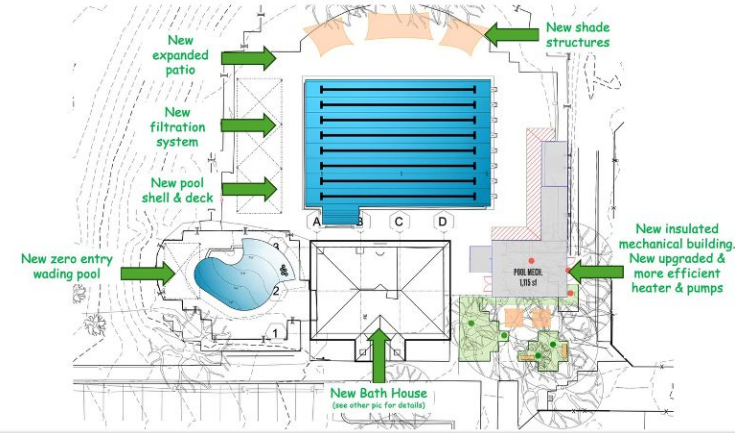 New shade
structures
New
expanded
patio
New
filtration
system
New pool
shell & deck
A
B
C
D
New insulated
mechanical building.
New upgraded &
more efficient
heater & pumps
New zero entry
wading pool
3
2
1
POOL MECH.
1,115 sf
New Bath House
(see other pic for details)